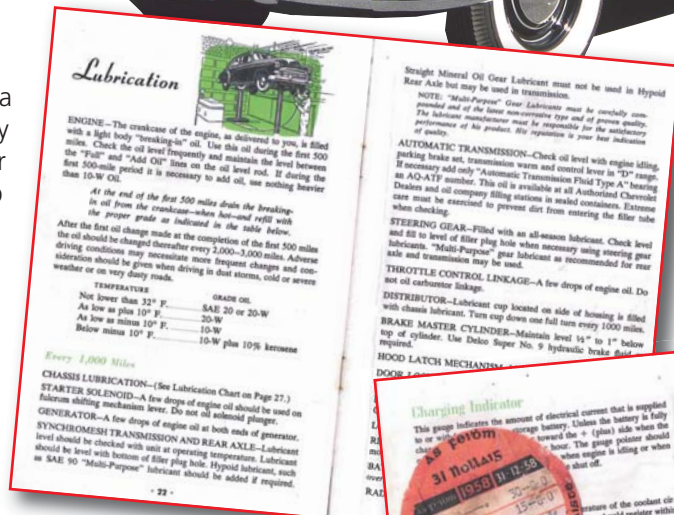 a
y
r
o
Lubrication
ENGINE—The crankcase of the engine, as delivered to you, is filled
with a light body "breaking-in" oil. Use this oil during the first 500
miles. Check the oil level frequently and maintain the level between
the "Full" and "Add Oil" lines on the oil level rod. If during the
first 500-mile period it is necessary to add oil, use nothing heavier
than 10-W Oil.
At the end of the first 500 miles drain the breaking-
in oil from the crankcase—when hot—and refill with
the proper grade as indicated in the table below.
After the first oil change made at the completion of the first 500 miles
the oil should be changed thereafter every 2,000—3,000 miles. Adverse
driving conditions may necessitate more frequent changes and con-
sideration should be given when driving in dust storms, cold or severe
weather or on very dusty roads.
TEMPERATURE GRADE OIL
Not lower than 32° F. SAE 20 or 20-W
As low as plus 10° F. 20-W
As low as minus 10° F. 10-W
Below minus 10° F. 10-W plus 10% kerosene
Every 1,000 Miles
CHASSIS LUBRICATION—(See Lubrication Chart on Page 27.)
STARTER SOLENOID—A few drops of engine oil should be used on
fulcrum shifting mechanism lever. Do not oil solenoid plunger.
GENERATOR—A few drops of engine oil at both ends of generator.
SYNCHROMESH TRANSMISSION AND REAR AXLE—Lubricant
level should be checked with unit at operating temperature. Lubricant
should be level with bottom of filler plug hole. Hypoid lubricant, such
as SAE 90 "Multi-Purpose" lubricant should be added if required.
· 22 ·
Straight Mineral Oil Gear Lubricant must not be used in Hypoid
Rear Axle but may be used in transmission.
NOTE: "Multi-Purpose" Gear Lubricants must be carefully com-
pounded and of the latest non-corrosive type and of proven quality.
The lubricant manufacturer must be responsible for the satisfactory
performance of his product. His reputation is your best indication
of quality.
AUTOMATIC TRANSMISSION—Check oil level with engine idling,
parking brake set, transmission warm and control lever in "D" range.
If necessary add only "Automatic Transmission Fluid Type A" bearing
an AQ-ATF number. This oil is available at all Authorized Chevrolet
Dealers and oil company filling stations in sealed containers. Extreme
care must be exercised to prevent dirt from entering the filler tube
when checking.
STEERING GEAR—Filled with an all-season lubricant. Check level
and fill to level of filler plug hole when necessary using steering gear
lubricants. "Multi-Purpose" gear lubricant as recommended for rear
axle and transmission may be used.
THROTTLE CONTROL LINKAGE—A few drops of engine oil. Do
not oil carburetor linkage.
DISTRIBUTOR—Lubricant cup located on side of housing is filled
with chassis lubricant. Turn cup down one full turn every 1000 miles.
BRAKE MASTER CYLINDER—Maintain level ½" to 1" below
top of cylinder. Use Delco Super No. 9 hydraulic brake fluid
required.
HOOD LATCH MECHANISM
DOOR
RAD
Charging Indicator
This gauge indicates the amount of electrical current that is supplied
to or storage battery. Unless the battery is fully
toward the + (plus) side when the
hour. The gauge pointer should
when engine is idling or when
is shut off.
31
1958 31-12-58
15-0-0
erature of the coolant cir-
register within